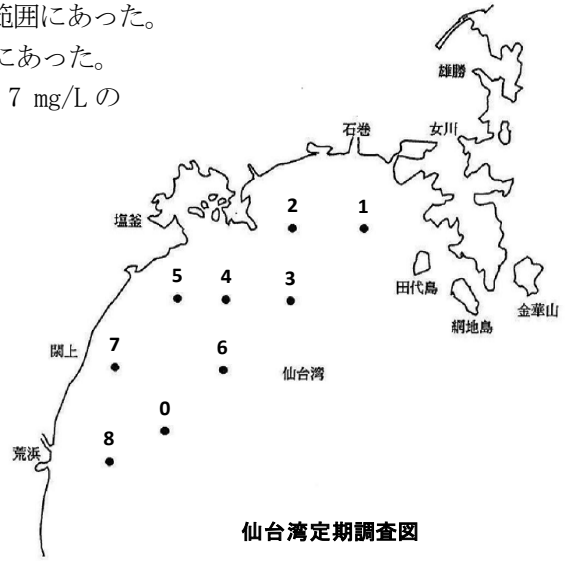 範囲にあった。
にあった。
7 mg/L の
雄勝
石巻
女川
塩釜
2
1
5
4
3
田代島
金華山
網地島
閖上
7
6
仙台湾
0
荒浜
8
仙台湾定期調査図